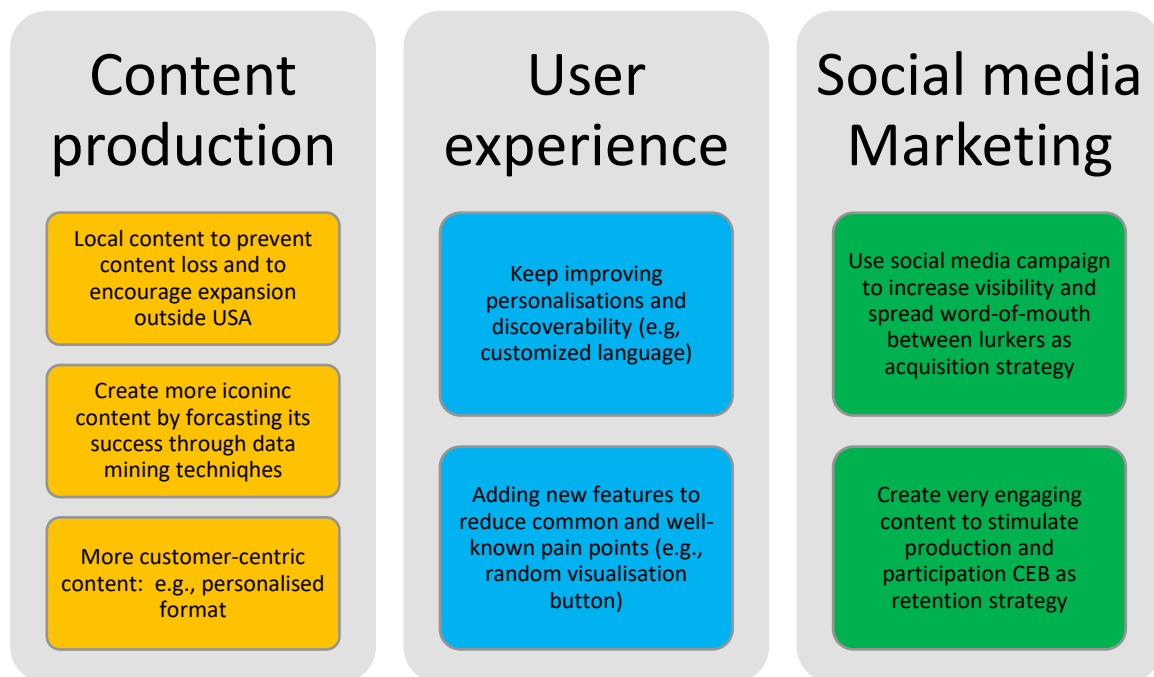 Content
production
Local content to prevent
content loss and to
encourage expansion
outside USA
Create more iconinc
content by forcasting its
success through data
mining techniqhes
More customer-centric
content:  e.g., personalised
format
User
experience
Keep improving
personalisations and
discoverability (e.g,
customized language)
Adding new features to
reduce common and well-
known pain points (e.g.,
random visualisation
button)
Social media
Marketing
Use social media campaign
to increase visibility and
spread word-of-mouth
between lurkers as
acquisition strategy
Create very engaging
content to stimulate
production and
participation CEB as
retention strategy